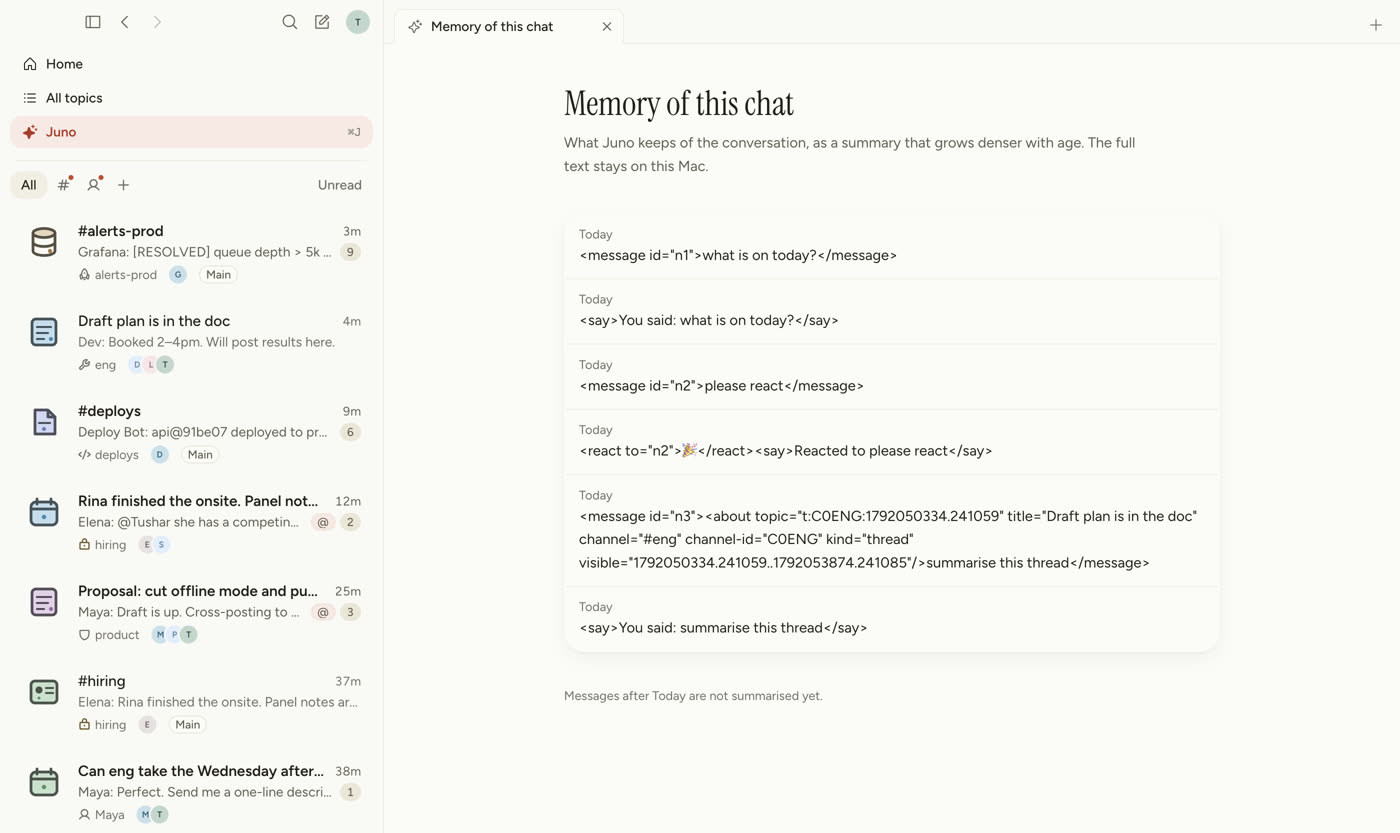 T
Memory of this chat
Home
All topics
Juno
⌘J
All
Unread
#alerts-prod
3m
Grafana: [RESOLVED] queue depth > 5k ...
9
alerts-prod
G
Main
Draft plan is in the doc
4m
Dev: Booked 2–4pm. Will post results here.
eng
D L T
#deploys
9m
Deploy Bot: api@91be07 deployed to pr...
6
deploys
D
Main
Rina finished the onsite. Panel not...
12m
Elena: @Tushar she has a competin...
@
2
hiring
E S
Proposal: cut offline mode and pu...
25m
Maya: Draft is up. Cross-posting to ...
@
3
product
M P T
#hiring
37m
Elena: Rina finished the onsite. Panel notes ar...
hiring
E
Main
Can eng take the Wednesday after...
38m
Maya: Perfect. Send me a one-line descri...
1
Maya
M T
Memory of this chat
What Juno keeps of the conversation, as a summary that grows denser with age. The full
text stays on this Mac.
Today
<message id="n1">what is on today?</message>
Today
<say>You said: what is on today?</say>
Today
<message id="n2">please react</message>
Today
<react to="n2">🎉</react><say>Reacted to please react</say>
Today
<message id="n3"><about topic="t:C0ENG:1792050334.241059" title="Draft plan is in the doc"
channel="#eng" channel-id="C0ENG" kind="thread"
visible="1792050334.241059..1792053874.241085"/>summarise this thread</message>
Today
<say>You said: summarise this thread</say>
Messages after Today are not summarised yet.